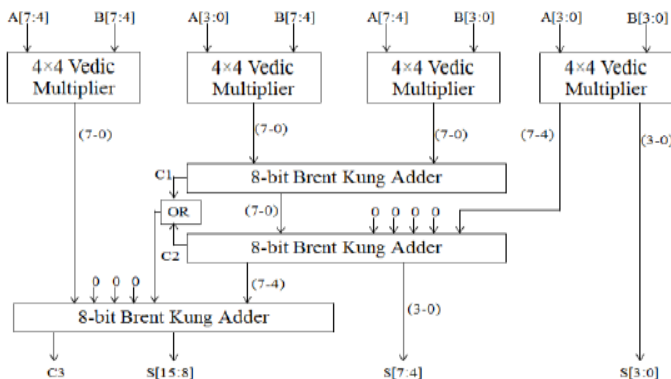 A[7:4] B[7:4] A[3:0] B[7:4] A[7:4] B[3:0] A[3:0] B[3:0]
4×4 Vedic Multiplier
4×4 Vedic Multiplier
4×4 Vedic Multiplier
4×4 Vedic Multiplier
(7-0) (7-0) (7-0) (7-4) (3-0)
C1 8-bit Brent Kung Adder
OR (7-0) 0 0 0 0
C2 8-bit Brent Kung Adder
0 0 0 (7-4) (3-0)
8-bit Brent Kung Adder
C3 S[15:8] S[7:4] S[3:0]